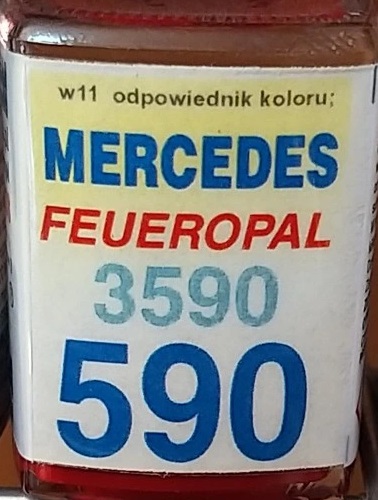 w11 odpowiednik koloru;
MERCEDES
FEUEROPAL
3590
590